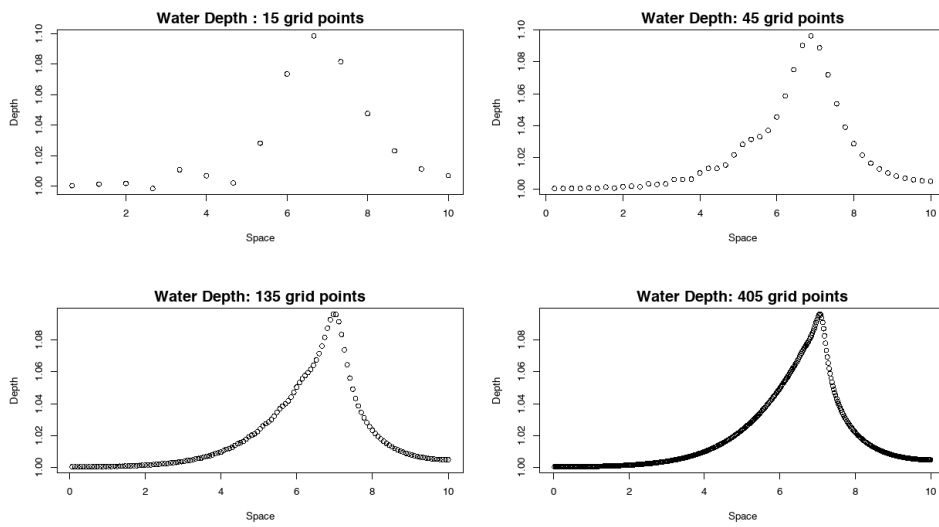 Water Depth : 15 grid points
Depth
1.00 1.02 1.04 1.06 1.08 1.10
2 4 6 8 10
Space
Water Depth: 45 grid points
Depth
1.00 1.02 1.04 1.06 1.08 1.10
0 2 4 6 8 10
Space
Water Depth: 135 grid points
Depth
1.00 1.02 1.04 1.06 1.08
0 2 4 6 8 10
Space
Water Depth: 405 grid points
Depth
1.00 1.02 1.04 1.06 1.08
0 2 4 6 8 10
Space